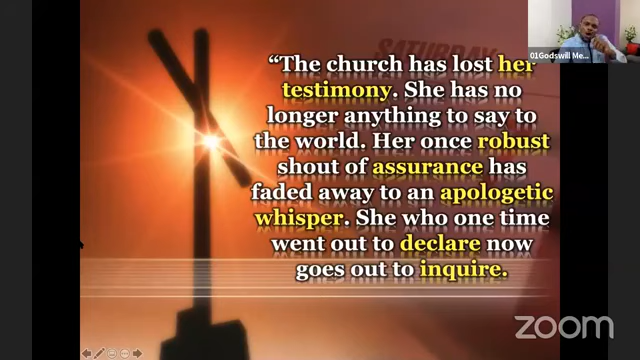 SATURDAY
“The church has lost her
testimony. She has no
longer anything to say to
the world. Her once robust
shout of assurance has
faded away to an apologetic
whisper. She who one time
went out to declare now
goes out to inquire.
01Godswill Me...
zoom